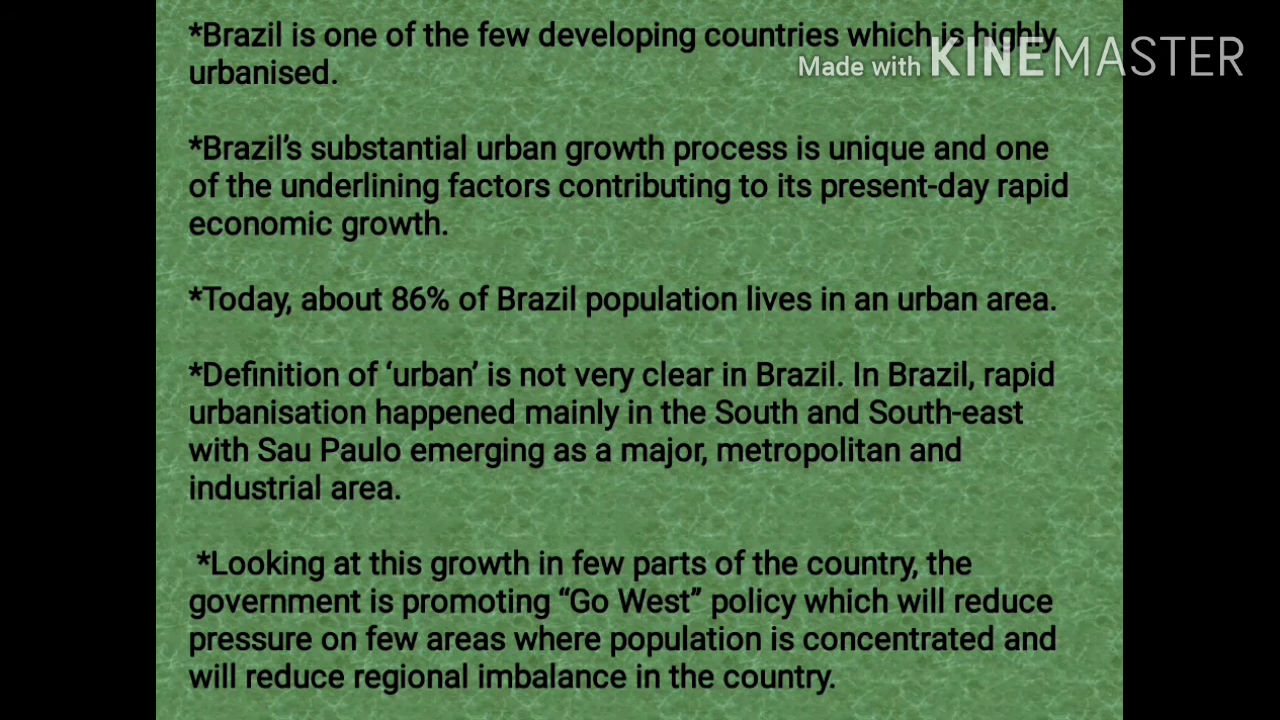 *Brazil is one of the few developing countries which is highly
urbanised.
Made with KINEMASTER
*Brazil’s substantial urban growth process is unique and one
of the underlining factors contributing to its present-day rapid
economic growth.
*Today, about 86% of Brazil population lives in an urban area.
*Definition of ‘urban’ is not very clear in Brazil. In Brazil, rapid
urbanisation happened mainly in the South and South-east
with Sau Paulo emerging as a major, metropolitan and
industrial area.
*Looking at this growth in few parts of the country, the
government is promoting “Go West” policy which will reduce
pressure on few areas where population is concentrated and
will reduce regional imbalance in the country.